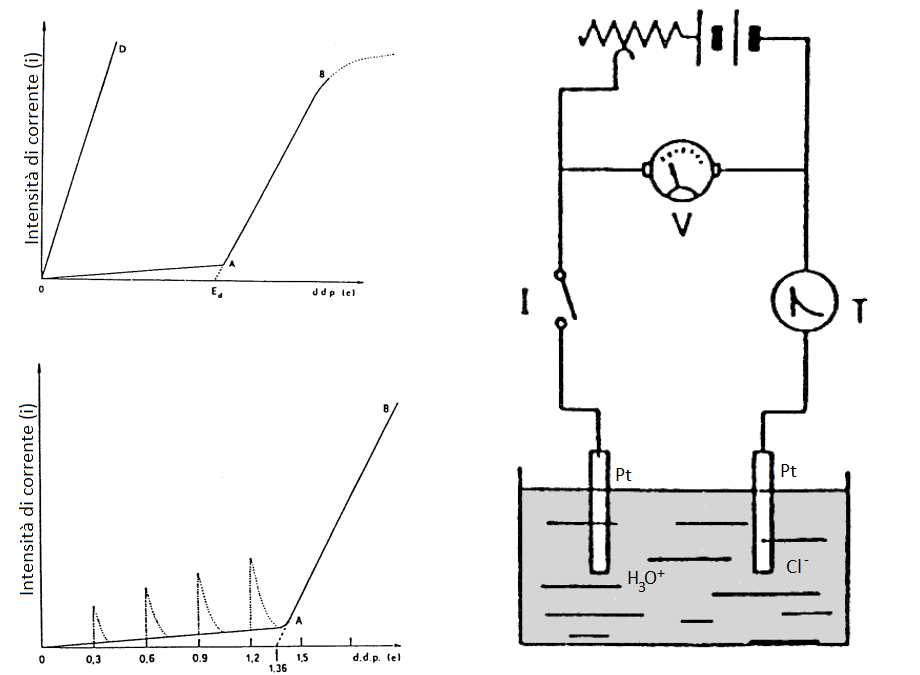 Intensità di corrente (i)
D
B
A
0
E_d
d d p (e)
Intensità di corrente (i)
B
A
0
0,3
0,6
0,9
1,2
1,36
1,5
d.d.p. (e)
V
I
T
Pt
Pt
H₃O⁺
Cl⁻